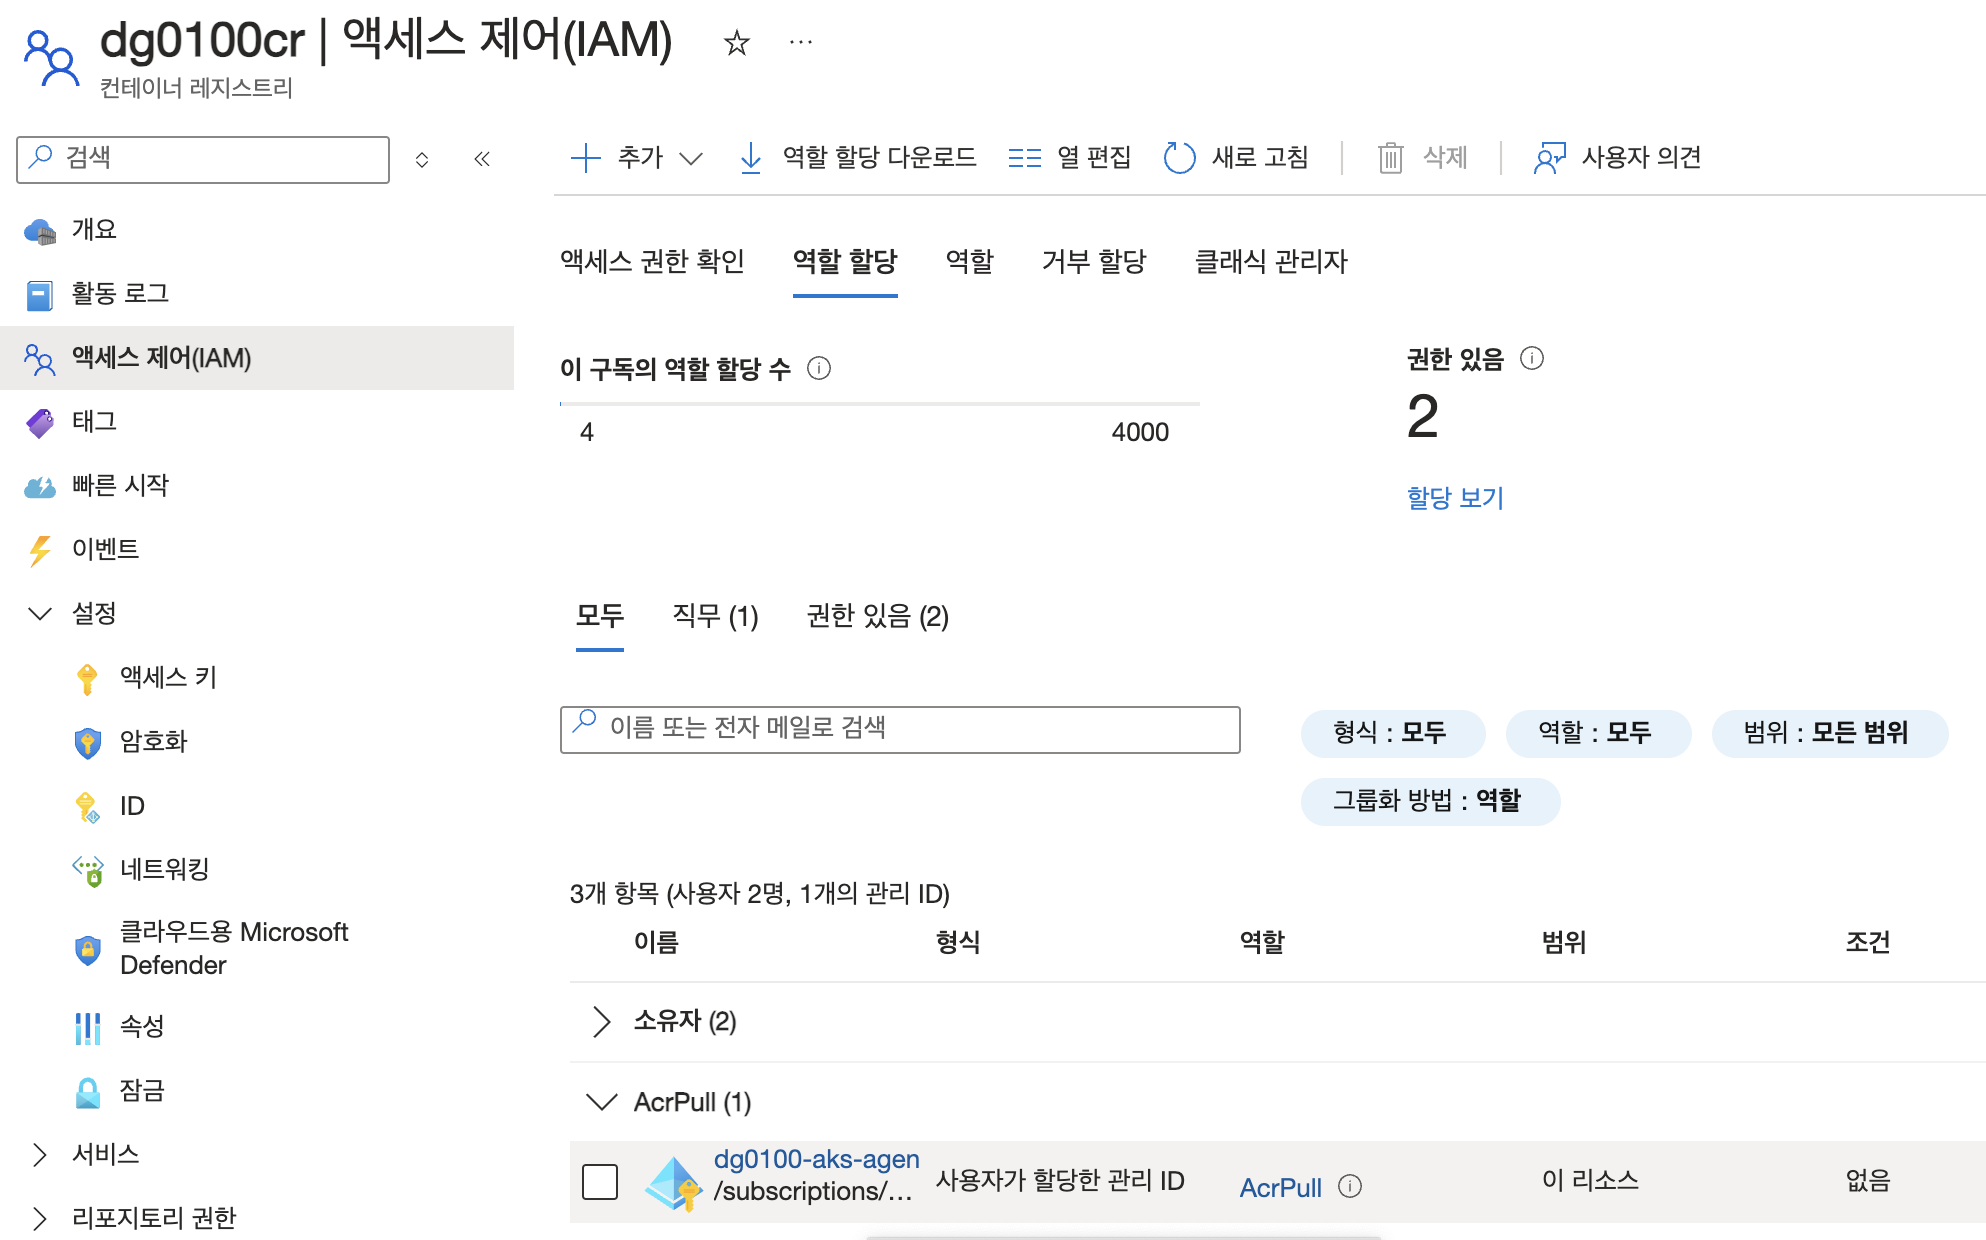 dg0100cr | 액세스 제어(IAM)
컨테이너 레지스트리
검색
추가
역할 할당 다운로드
열 편집
새로 고침
삭제
사용자 의견
개요
활동 로그
액세스 제어(IAM)
태그
빠른 시작
이벤트
설정
액세스 키
암호화
ID
네트워킹
클라우드용 Microsoft
Defender
속성
잠금
서비스
리포지토리 권한
액세스 권한 확인
역할 할당
역할
거부 할당
클래식 관리자
이 구독의 역할 할당 수
4
4000
권한 있음
2
할당 보기
모두
직무 (1)
권한 있음 (2)
이름 또는 전자 메일로 검색
형식 : 모두
역할 : 모두
범위 : 모든 범위
그룹화 방법 : 역할
3개 항목 (사용자 2명, 1개의 관리 ID)
이름
형식
역할
범위
조건
소유자 (2)
AcrPull (1)
dg0100-aks-agen
/subscriptions/…
사용자가 할당한 관리 ID
AcrPull
이 리소스
없음